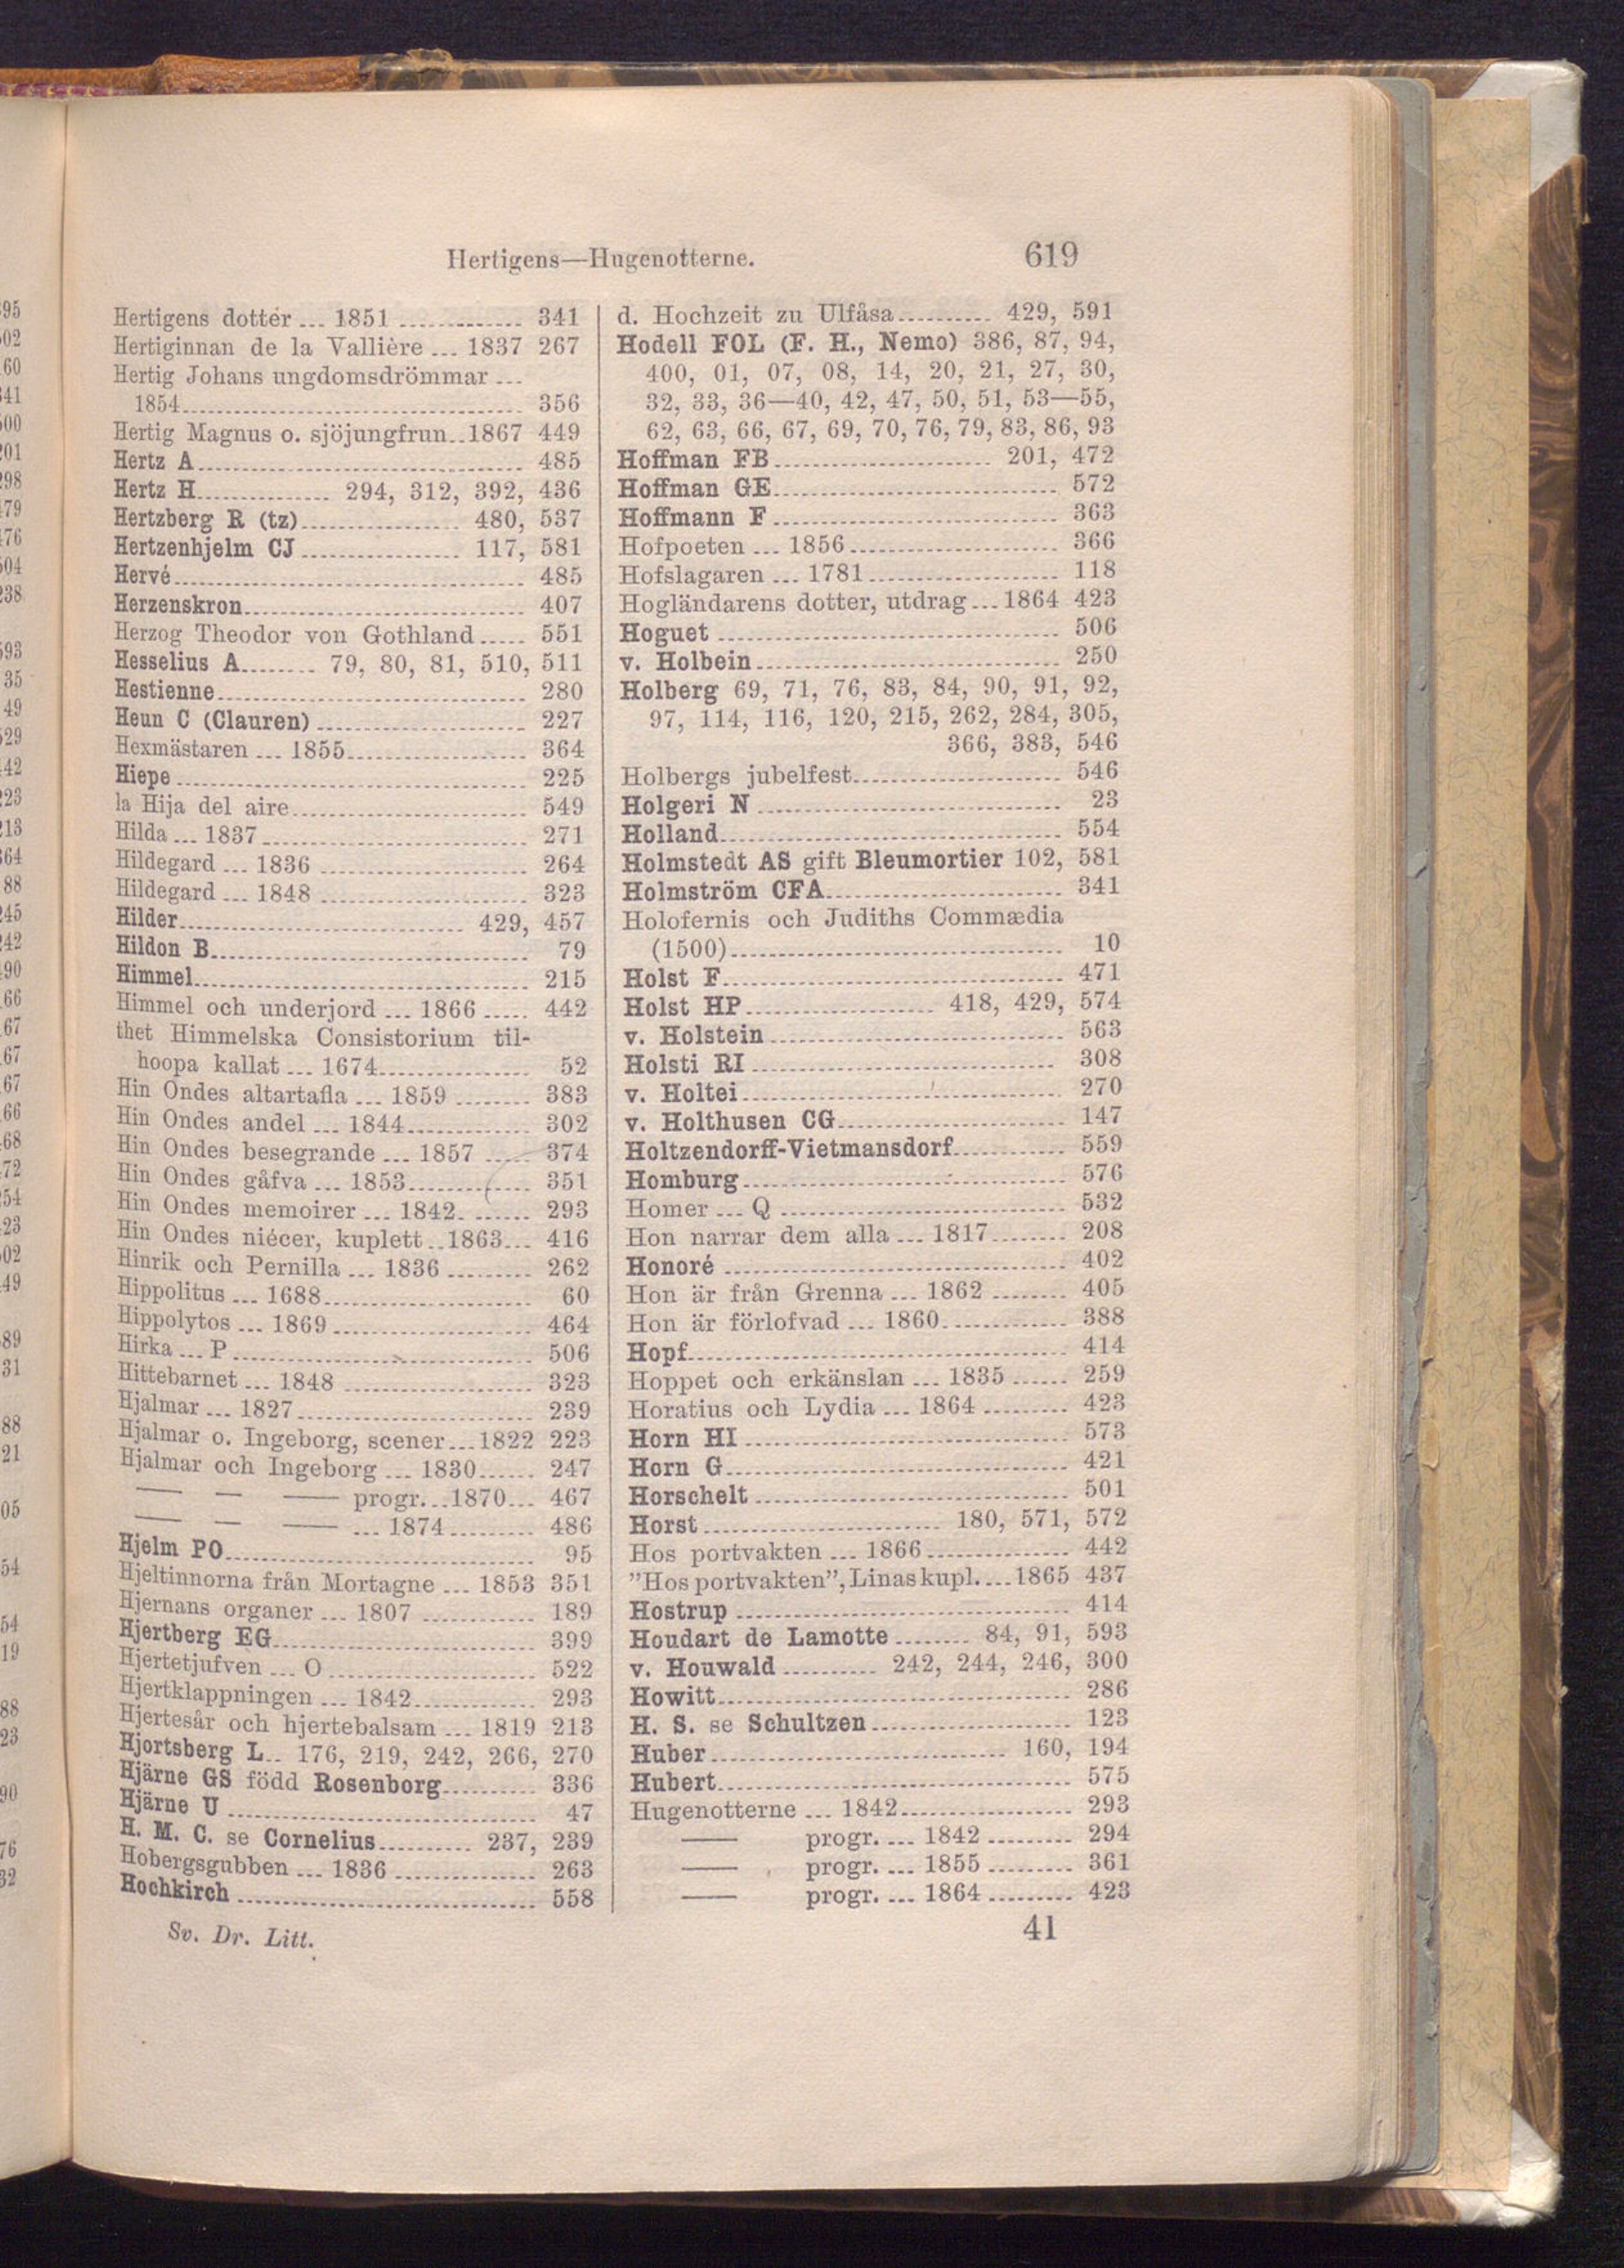 Hertigens—Hugenotterne. 619
Hertigens dotter ... 1851 ............... 341
Hertiginnan de la Vallière ... 1837 267
Hertig Johans ungdomsdrömmar ...
1854 ............... 356
Hertig Magnus o. sjöjungfrun..1867 449
Hertz A ............... 485
Hertz H ............... 294, 312, 392, 436
Hertzberg R (tz) ............... 480, 537
Hertzenhjelm CJ ............... 117, 581
Hervé ............... 485
Herzenskron ............... 407
Herzog Theodor von Gothland ..... 551
Hesselius A ........ 79, 80, 81, 510, 511
Hestienne ............... 280
Heun C (Clauren) ............... 227
Hexmästaren ... 1855 ............... 364
Hiepe ............... 225
la Hija del aire ............... 549
Hilda ... 1837 ............... 271
Hildegard ... 1836 ............... 264
Hildegard ... 1848 ............... 323
Hilder ............... 429, 457
Hildon B ............... 79
Himmel ............... 215
Himmel och underjord ... 1866 ..... 442
thet Himmelska Consistorium til-
hoopa kallat ... 1674 ............... 52
Hin Ondes altartafla ... 1859 ........ 383
Hin Ondes andel ... 1844 ............... 302
Hin Ondes besegrande ... 1857 ..... 374
Hin Ondes gåfva ... 1853 ............... 351
Hin Ondes memoirer ... 1842 ........ 293
Hin Ondes niécer, kuplett..1863... 416
Hinrik och Pernilla ... 1836 ......... 262
Hippolitus ... 1688 ............... 60
Hippolytos ... 1869 ............... 464
Hirka ... P ............... 506
Hittebarnet ... 1848 ............... 323
Hjalmar ... 1827 ............... 239
Hjalmar o. Ingeborg, scener...1822 223
Hjalmar och Ingeborg ... 1830 ...... 247
— — — progr. ..1870... 467
— — — ... 1874 ......... 486
Hjelm PO ............... 95
Hjeltinnorna från Mortagne ... 1853 351
Hjernans organer ... 1807 ............ 189
Hjertberg EG ............... 399
Hjertetjufven ... O ............... 522
Hjertklappningen ... 1842 ............ 293
Hjertesår och hjertebalsam ... 1819 213
Hjortsberg L.. 176, 219, 242, 266, 270
Hjärne GS född Rosenborg .......... 336
Hjärne U ............... 47
H. M. C. se Cornelius .......... 237, 239
Hobergsgubben ... 1836 ............... 263
Hochkirch ............... 558
Sv. Dr. Litt.
d. Hochzeit zu Ulfåsa .......... 429, 591
Hodell FOL (F. H., Nemo) 386, 87, 94,
400, 01, 07, 08, 14, 20, 21, 27, 30,
32, 33, 36—40, 42, 47, 50, 51, 53—55,
62, 63, 66, 67, 69, 70, 76, 79, 83, 86, 93
Hoffman FB ............... 201, 472
Hoffman GE ............... 572
Hoffmann F ............... 363
Hofpoeten ... 1856 ............... 366
Hofslagaren ... 1781 ............... 118
Hogländarens dotter, utdrag...1864 423
Hoguet ............... 506
v. Holbein ............... 250
Holberg 69, 71, 76, 83, 84, 90, 91, 92,
97, 114, 116, 120, 215, 262, 284, 305,
366, 383, 546
Holbergs jubelfest ............... 546
Holgeri N ............... 23
Holland ............... 554
Holmstedt AS gift Bleumortier 102, 581
Holmström CFA ............... 341
Holofernis och Judiths Commædia
(1500) ............... 10
Holst F ............... 471
Holst HP ............... 418, 429, 574
v. Holstein ............... 563
Holsti RI ............... 308
v. Holtei ............... 270
v. Holthusen CG ............... 147
Holtzendorff-Vietmansdorf ............ 559
Homburg ............... 576
Homer ... Q ............... 532
Hon narrar dem alla ... 1817 ........ 208
Honoré ............... 402
Hon är från Grenna ... 1862 ........ 405
Hon är förlofvad ... 1860 ............ 388
Hopf ............... 414
Hoppet och erkänslan ... 1835 ...... 259
Horatius och Lydia ... 1864 ......... 423
Horn HI ............... 573
Horn G ............... 421
Horschelt ............... 501
Horst ............... 180, 571, 572
Hos portvakten ... 1866 ............... 442
"Hos portvakten", Linas kupl. ...1865 437
Hostrup ............... 414
Houdart de Lamotte ........ 84, 91, 593
v. Houwald .......... 242, 244, 246, 300
Howitt ............... 286
H. S. se Schultzen ............... 123
Huber ............... 160, 194
Hubert ............... 575
Hugenotterne ... 1842 ............... 293
— progr. ... 1842 ......... 294
— progr. ... 1855 ......... 361
— progr. ... 1864 ......... 423
41